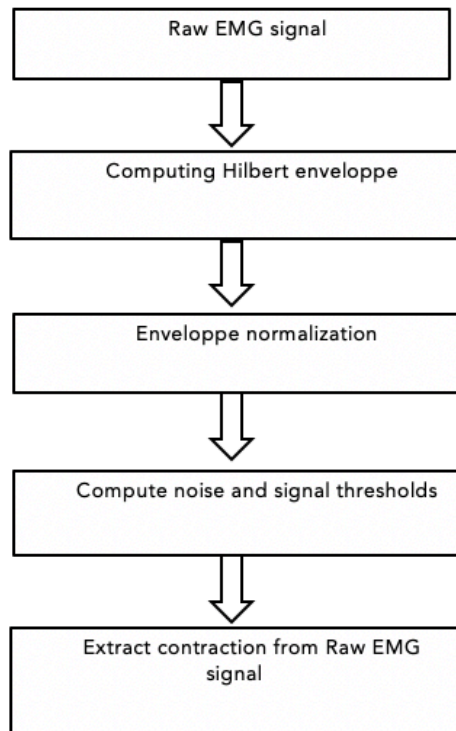 Raw EMG signal
Computing Hilbert enveloppe
Enveloppe normalization
Compute noise and signal thresholds
Extract contraction from Raw EMG
signal